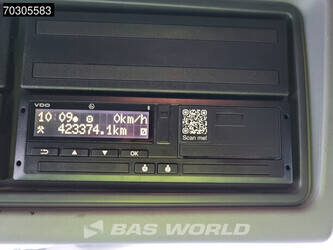 70305583
VDO
10:09 0km/h
423374.1km
Scan me!
OK
BAS WORLD